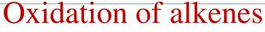 Oxidation of alkenes